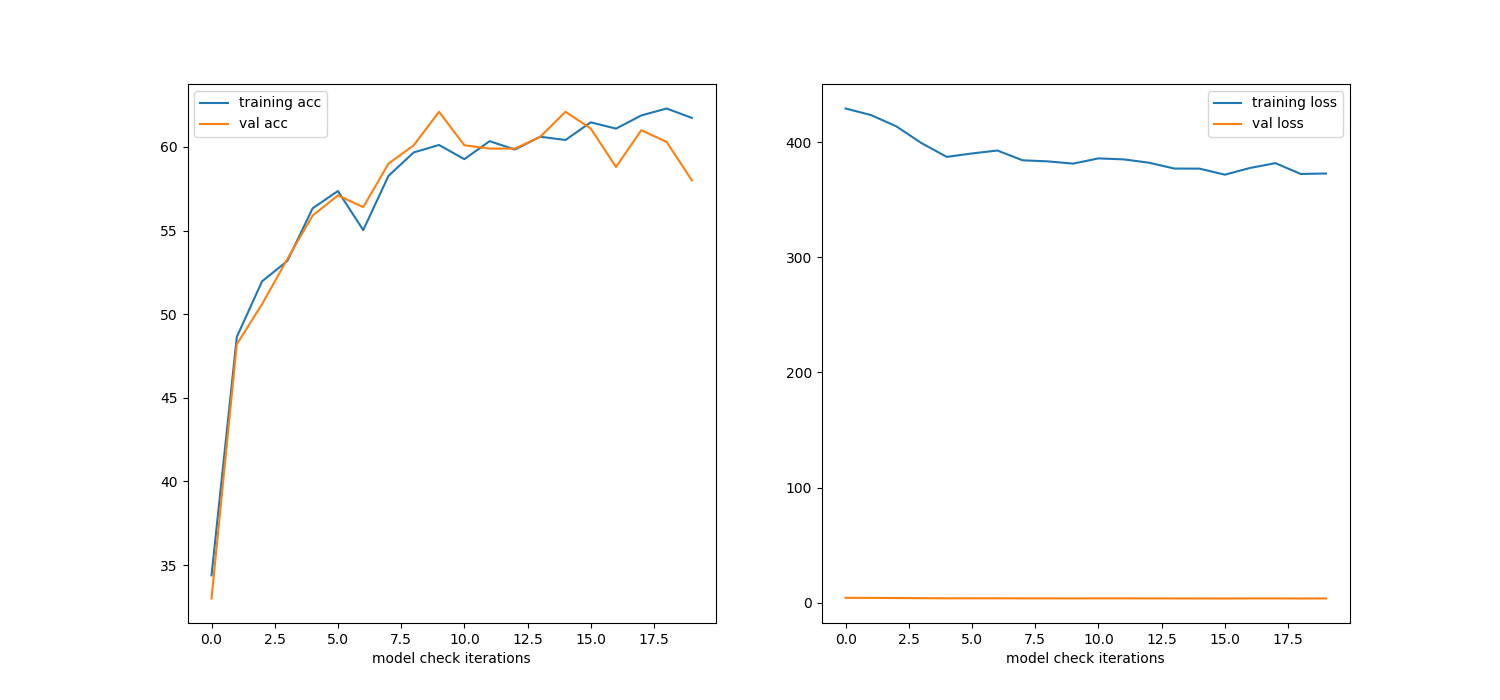 training acc
val acc
60
55
50
45
40
35
0.0 2.5 5.0 7.5 10.0 12.5 15.0 17.5
model check iterations
training loss
val loss
400
300
200
100
0
0.0 2.5 5.0 7.5 10.0 12.5 15.0 17.5
model check iterations